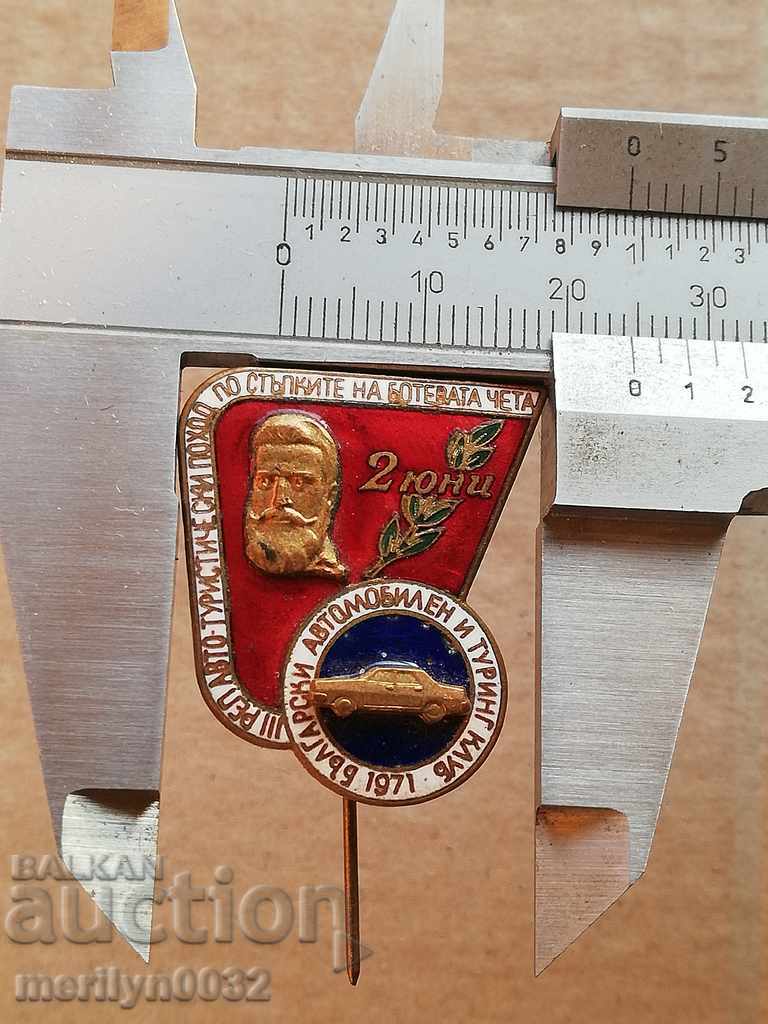 0 5
1 2 3 4 5 6 7 8 9 1 1 2 3
0 10 20 30
0 1 2
III РЕП. АВТО-ТУРИСТИЧЕСКИ ПОХОД ПО СТЪПКИТЕ НА БОТЕВАТА ЧЕТА
2 юни
БЪЛГАРСКИ АВТОМОБИЛЕН И ТУРИНГ КЛУБ
1971
BALKAN
auction
merilyn0032